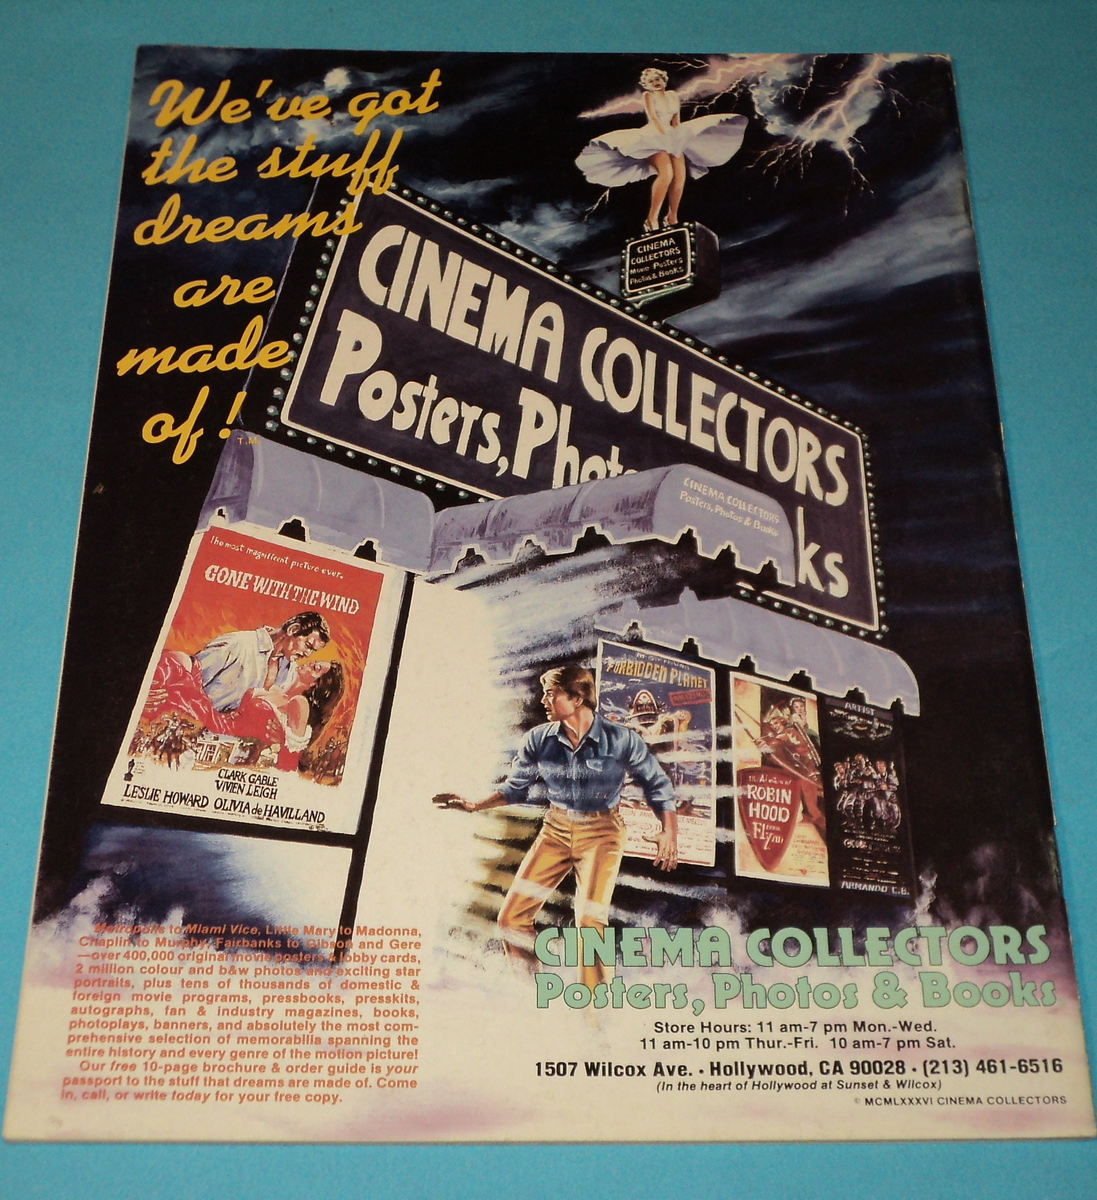 We've got
the stuff
dreams
are
made
of!
T.M.
CINEMA
COLLECTORS
Movie Posters
Photos & Books
CINEMA COLLECTORS
Posters, Phot
ks
CINEMA COLLECTORS
Posters, Photos & Books
The most magnificent picture ever.
GONE WITH THE WIND
CLARK GABLE
VIVIEN LEIGH
LESLIE HOWARD OLIVIA de HAVILLAND
FORBIDDEN PLANET
ROBIN
HOOD
Flynn
ARTIST
ARMANDO C.B.
Metropolis to Miami Vice, Little Mary to Madonna,
Chaplin to Murphy, Fairbanks to Gibson and Gere
—over 400,000 original movie posters & lobby cards,
2 million colour and b&w photos and exciting star
portraits, plus tens of thousands of domestic &
foreign movie programs, pressbooks, presskits,
autographs, fan & industry magazines, books,
photoplays, banners, and absolutely the most com-
prehensive selection of memorabilia spanning the
entire history and every genre of the motion picture!
Our free 10-page brochure & order guide is your
passport to the stuff that dreams are made of. Come
in, call, or write today for your free copy.
CINEMA COLLECTORS
Posters, Photos & Books
Store Hours: 11 am-7 pm Mon.-Wed.
11 am-10 pm Thur.-Fri. 10 am-7 pm Sat.
1507 Wilcox Ave. • Hollywood, CA 90028 • (213) 461-6516
(In the heart of Hollywood at Sunset & Wilcox)
© MCMLXXXVI CINEMA COLLECTORS